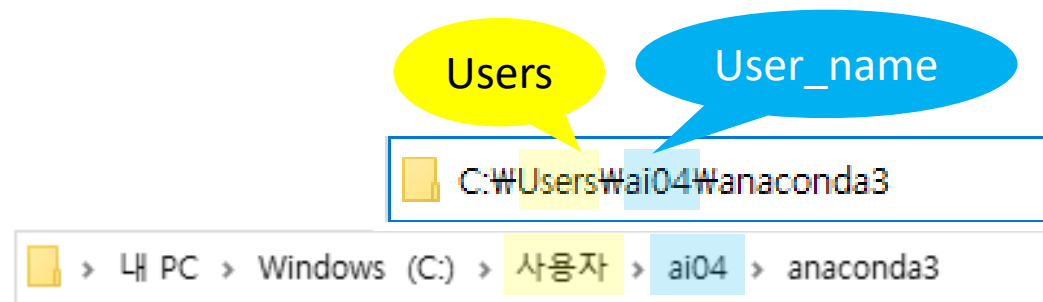 Users
User_name
C:₩Users₩ai04₩anaconda3
> 내 PC > Windows (C:) > 사용자 > ai04 > anaconda3